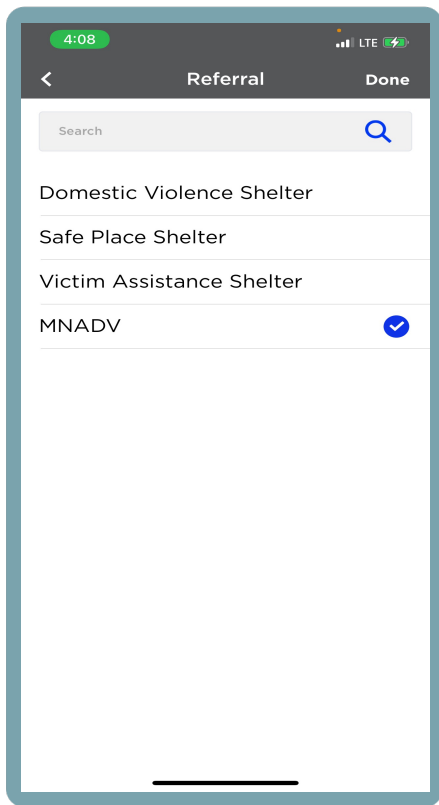 4:08
LTE
Referral
Done
Search
Domestic Violence Shelter
Safe Place Shelter
Victim Assistance Shelter
MNADV